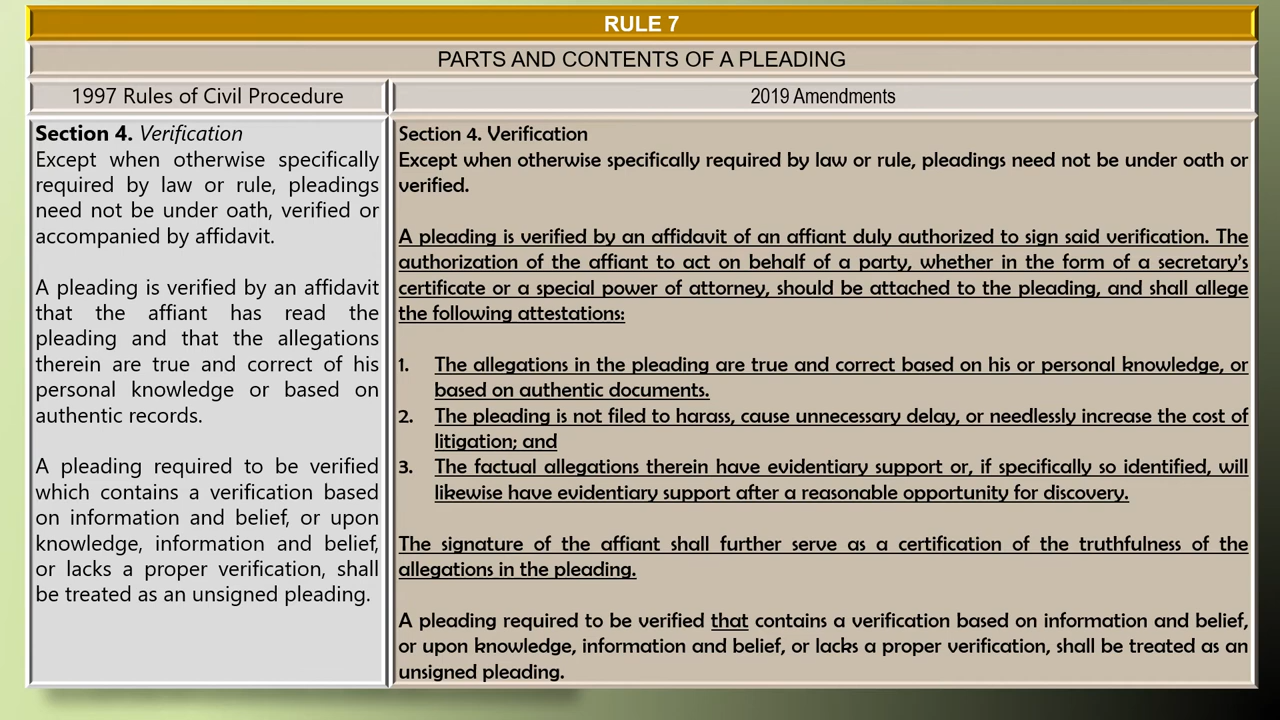 RULE 7
PARTS AND CONTENTS OF A PLEADING
1997 Rules of Civil Procedure
2019 Amendments
Section 4. Verification
Except when otherwise specifically
required by law or rule, pleadings
need not be under oath, verified or
accompanied by affidavit.
A pleading is verified by an affidavit
that the affiant has read the
pleading and that the allegations
therein are true and correct of his
personal knowledge or based on
authentic records.
A pleading required to be verified
which contains a verification based
on information and belief, or upon
knowledge, information and belief,
or lacks a proper verification, shall
be treated as an unsigned pleading.
Section 4. Verification
Except when otherwise specifically required by law or rule, pleadings need not be under oath or
verified.
A pleading is verified by an affidavit of an affiant duly authorized to sign said verification. The
authorization of the affiant to act on behalf of a party, whether in the form of a secretary's
certificate or a special power of attorney, should be attached to the pleading, and shall allege
the following attestations:
1. The allegations in the pleading are true and correct based on his or personal knowledge, or
based on authentic documents.
2. The pleading is not filed to harass, cause unnecessary delay, or needlessly increase the cost of
litigation; and
3. The factual allegations therein have evidentiary support or, if specifically so identified, will
likewise have evidentiary support after a reasonable opportunity for discovery.
The signature of the affiant shall further serve as a certification of the truthfulness of the
allegations in the pleading.
A pleading required to be verified that contains a verification based on information and belief,
or upon knowledge, information and belief, or lacks a proper verification, shall be treated as an
unsigned pleading.